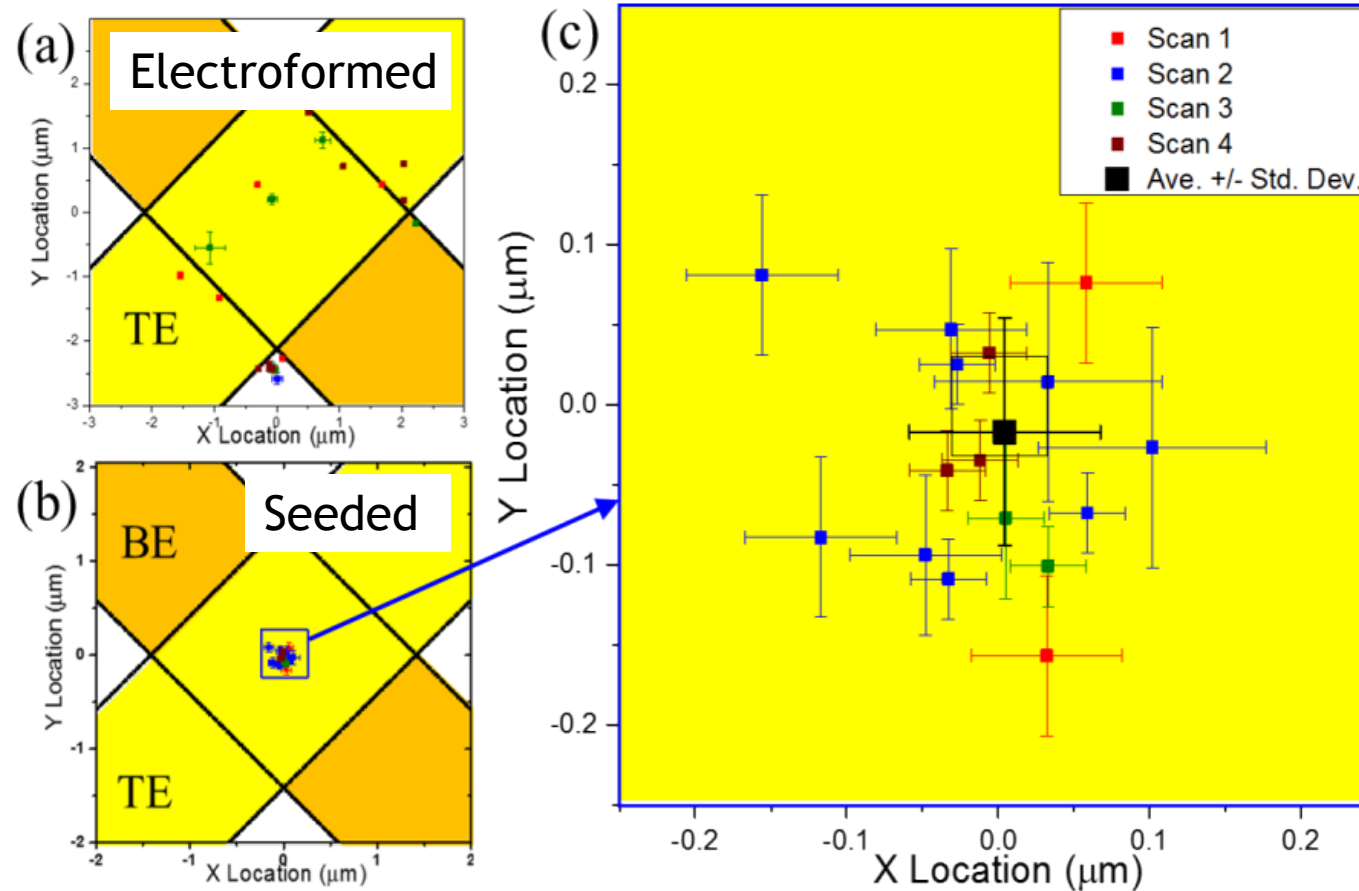 (a)
Electroformed
TE
Y Location (μm)
2
1
0
-1
-2
-3
-3
-2
-1
0
1
2
3
X Location (μm)
(b)
Seeded
BE
TE
Y Location (μm)
2
1
0
-1
-2
-2
-1
0
1
2
X Location (μm)
(c)
Scan 1
Scan 2
Scan 3
Scan 4
Ave. +/- Std. Dev.
Y Location (μm)
0.2
0.1
0.0
-0.1
-0.2
-0.2
-0.1
0.0
0.1
0.2
X Location (μm)